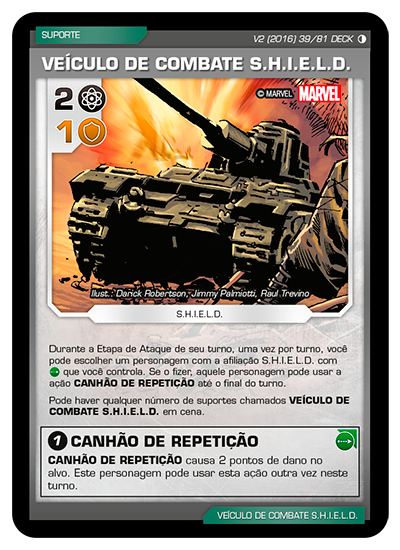 SUPORTE
V2 (2016) 39/81 DECK
VEÍCULO DE COMBATE S.H.I.E.L.D.
2
© MARVEL MARVEL
10
Ilust.: Darick Robertson, Jimmy Palmiotti, Raul Trevino
S.H.I.E.L.D.
Durante a Etapa de Ataque de seu turno, uma vez por turno, você
pode escolher um personagem com a afiliação S.H.I.E.L.D. com
que você controla. Se o fizer, aquele personagem pode usar a
ação CANHÃO DE REPETIÇÃO até o final do turno.
Pode haver qualquer número de suportes chamados VEÍCULO DE
COMBATE S.H.I.E.L.D. em cena.
1 CANHÃO DE REPETIÇÃO
CANHÃO DE REPETIÇÃO causa 2 pontos de dano no
alvo. Este personagem pode usar esta ação outra vez neste
turno.
VEÍCULO DE COMBATE S.H.I.E.L.D.